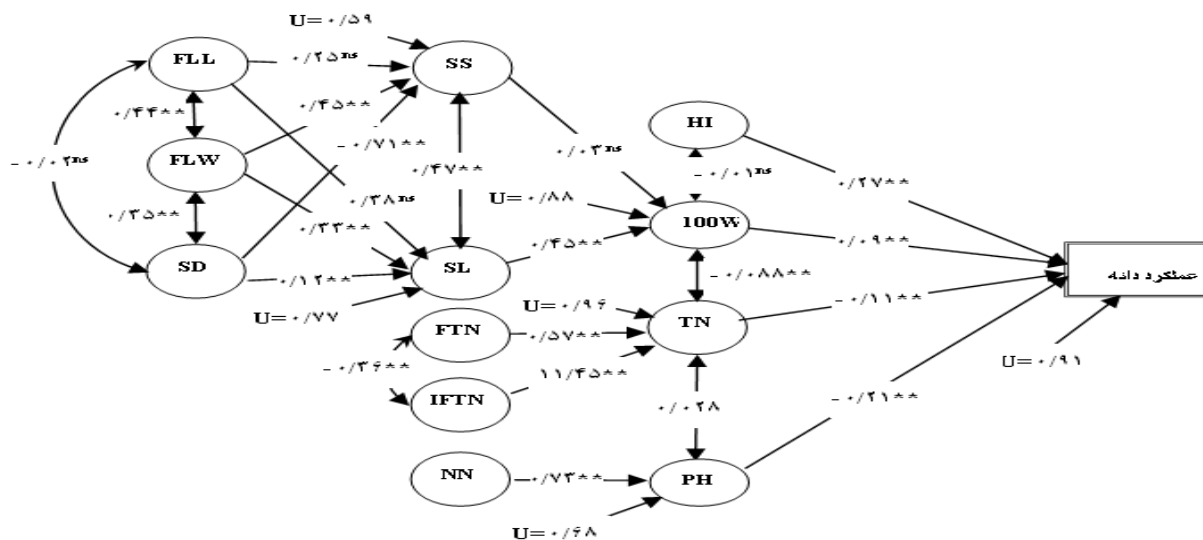 U= ۰/۵۹
FLL
۰/۲۵ns
SS
۰/۴۴**
۰/۴۵**
HI
- ۰/۰۲ns
FLW
- ۰/۷۱**
۰/۴۷**
۰/۰۳ns
- ۰/۰۱ns
۰/۲۷**
۰/۳۵**
۰/۳۸ns
U= ۰/۸۸
100W
۰/۳۳**
۰/۴۵**
۰/۰۹**
SD
۰/۱۲**
SL
- ۰/۰۸۸**
عملکرد دانه
U= ۰/۷۷
U= ۰/۹۶
TN
- ۰/۱۱**
FTN
۰/۵۷**
- ۰/۳۶**
۱۱/۴۵**
U= ۰/۹۱
IFTN
۰/۰۲۸
- ۰/۲۱**
NN
۰/۷۳**
PH
U= ۰/۶۸